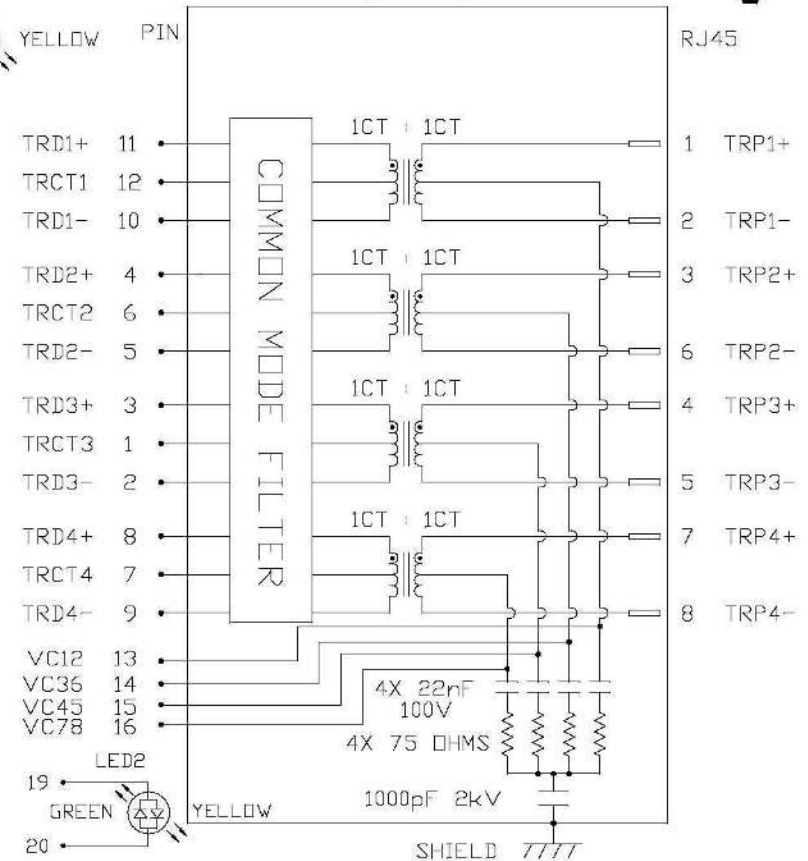 YELLOW PIN RJ45
1CT : 1CT
TRD1+ 11 1 TRP1+
TRCT1 12
TRD1- 10 2 TRP1-
1CT : 1CT
TRD2+ 4 3 TRP2+
TRCT2 6
TRD2- 5 6 TRP2-
1CT : 1CT
TRD3+ 3 4 TRP3+
TRCT3 1
TRD3- 2 5 TRP3-
1CT : 1CT
TRD4+ 8 7 TRP4+
TRCT4 7
TRD4- 9 8 TRP4-
COMMON MODE FILTER
VC12 13
VC36 14
VC45 15
VC78 16
4X 22nF
100V
4X 75 OHMS
LED2
19
GREEN YELLOW
20
1000pF 2kV
SHIELD